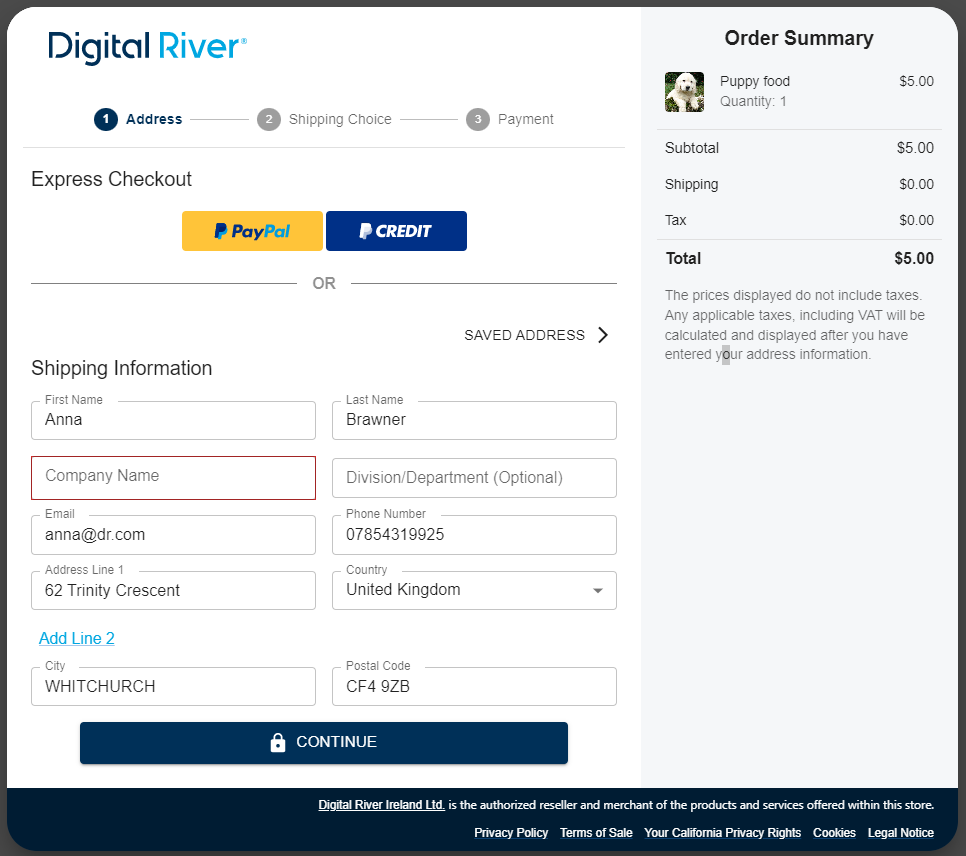 Digital River®
1 Address
2 Shipping Choice
3 Payment
Express Checkout
PayPal
CREDIT
OR
SAVED ADDRESS
Shipping Information
First Name
Anna
Last Name
Brawner
Company Name
Division/Department (Optional)
Email
anna@dr.com
Phone Number
07854319925
Address Line 1
62 Trinity Crescent
Country
United Kingdom
Add Line 2
City
WHITCHURCH
Postal Code
CF4 9ZB
CONTINUE
Order Summary
Puppy food $5.00
Quantity: 1
Subtotal $5.00
Shipping $0.00
Tax $0.00
Total $5.00
The prices displayed do not include taxes.
Any applicable taxes, including VAT will be
calculated and displayed after you have
entered your address information.
Digital River Ireland Ltd. is the authorized reseller and merchant of the products and services offered within this store.
Privacy Policy Terms of Sale Your California Privacy Rights Cookies Legal Notice